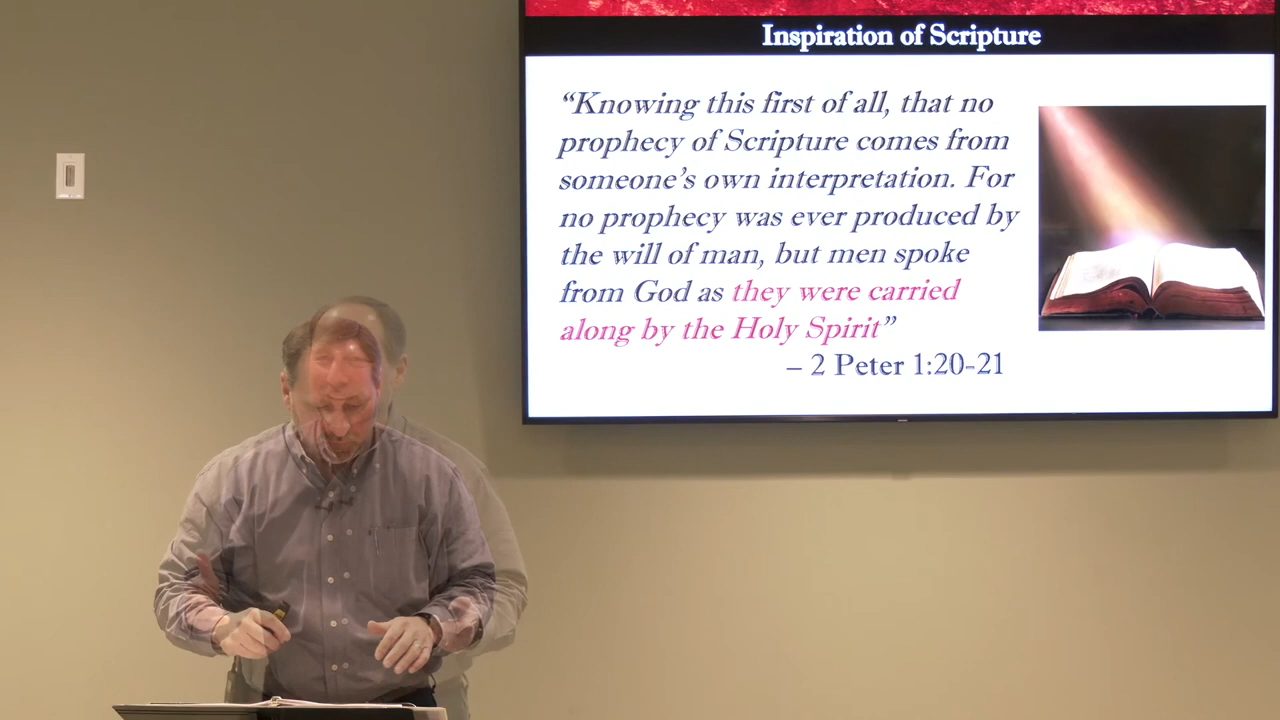 Inspiration of Scripture
“Knowing this first of all, that no
prophecy of Scripture comes from
someone’s own interpretation. For
no prophecy was ever produced by
the will of man, but men spoke
from God as they were carried
along by the Holy Spirit”
– 2 Peter 1:20-21